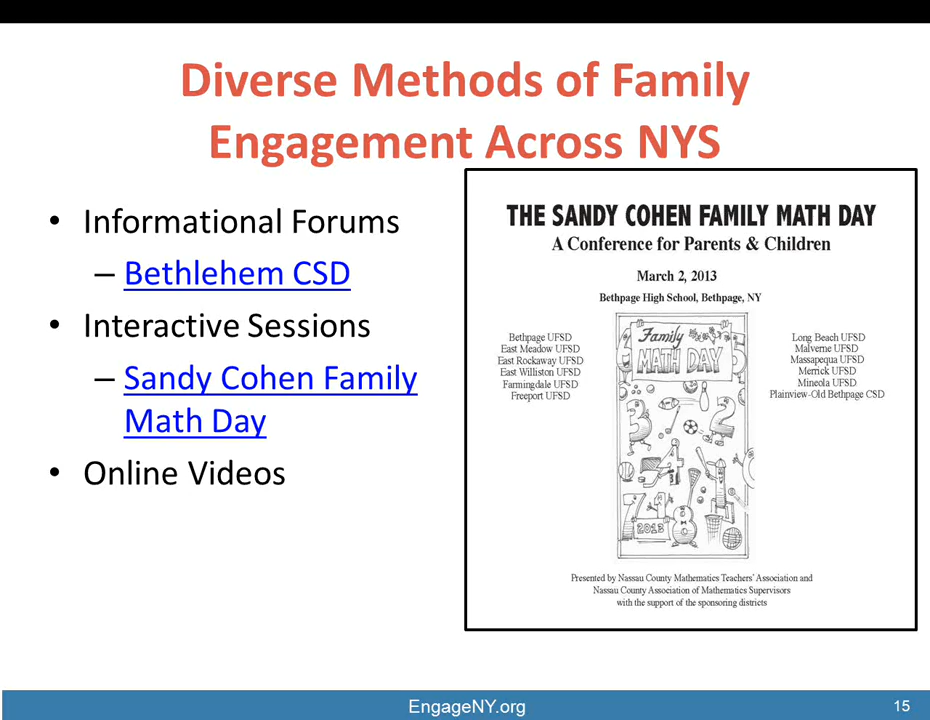 Diverse Methods of Family
Engagement Across NYS
• Informational Forums
– Bethlehem CSD
• Interactive Sessions
– Sandy Cohen Family
Math Day
• Online Videos
THE SANDY COHEN FAMILY MATH DAY
A Conference for Parents & Children
March 2, 2013
Bethpage High School, Bethpage, NY
Bethpage UFSD
East Meadow UFSD
East Rockaway UFSD
East Williston UFSD
Farmingdale UFSD
Freeport UFSD
Family
MATH DAY
2013
Long Beach UFSD
Malverne UFSD
Massapequa UFSD
Merrick UFSD
Mineola UFSD
Plainview-Old Bethpage CSD
Presented by Nassau County Mathematics Teachers' Association and
Nassau County Association of Mathematics Supervisors
with the support of the sponsoring districts
EngageNY.org
15